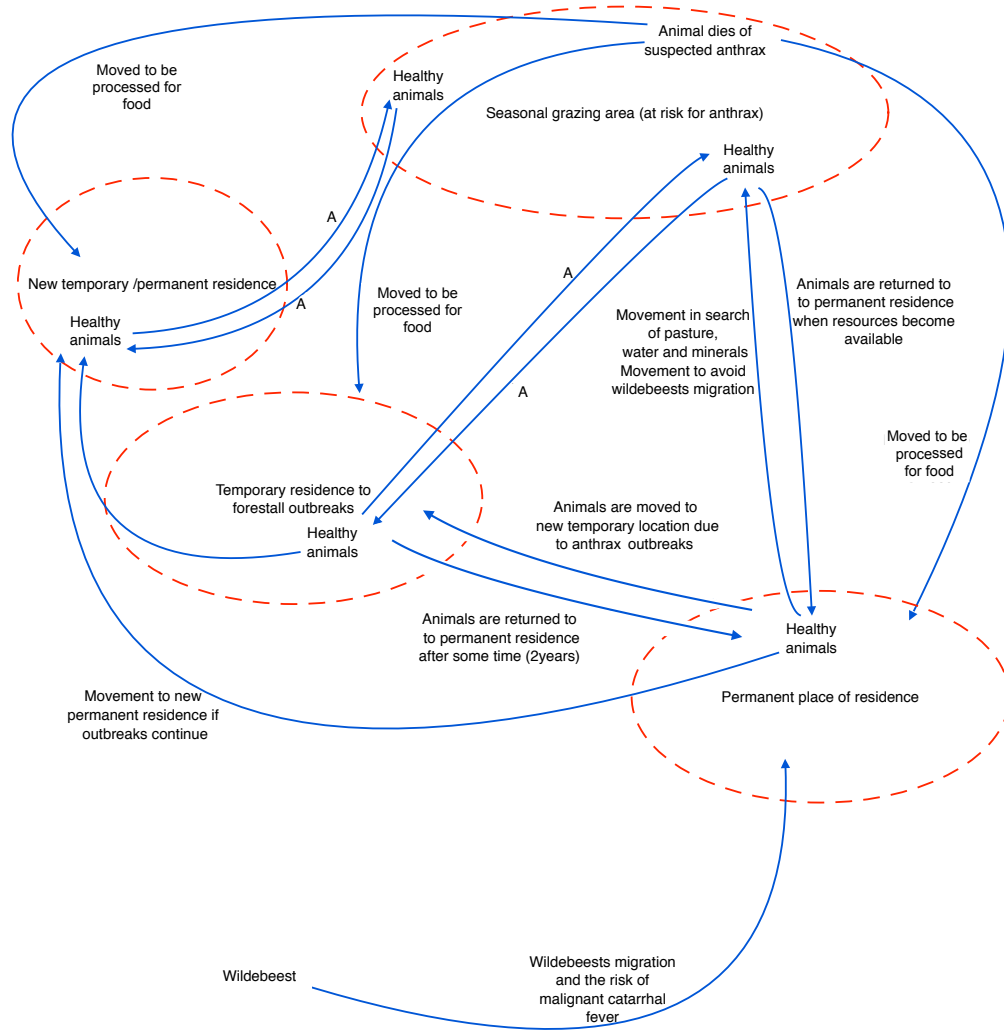 Animal dies of
suspected anthrax
Moved to be
processed for
food
Healthy
animals
Seasonal grazing area (at risk for anthrax)
Healthy
animals
A
A
New temporary /permanent residence
Healthy
animals
A
Moved to be
processed for
food
Movement in search
of pasture,
water and minerals
Movement to avoid
wildebeests migration
Animals are returned to
to permanent residence
when resources become
available
A
Moved to be
processed
for food
Temporary residence to
forestall outbreaks
Healthy
animals
Animals are moved to
new temporary location due
to anthrax outbreaks
Animals are returned to
to permanent residence
after some time (2years)
Healthy
animals
Permanent place of residence
Movement to new
permanent residence if
outbreaks continue
Wildebeest
Wildebeests migration
and the risk of
malignant catarrhal
fever